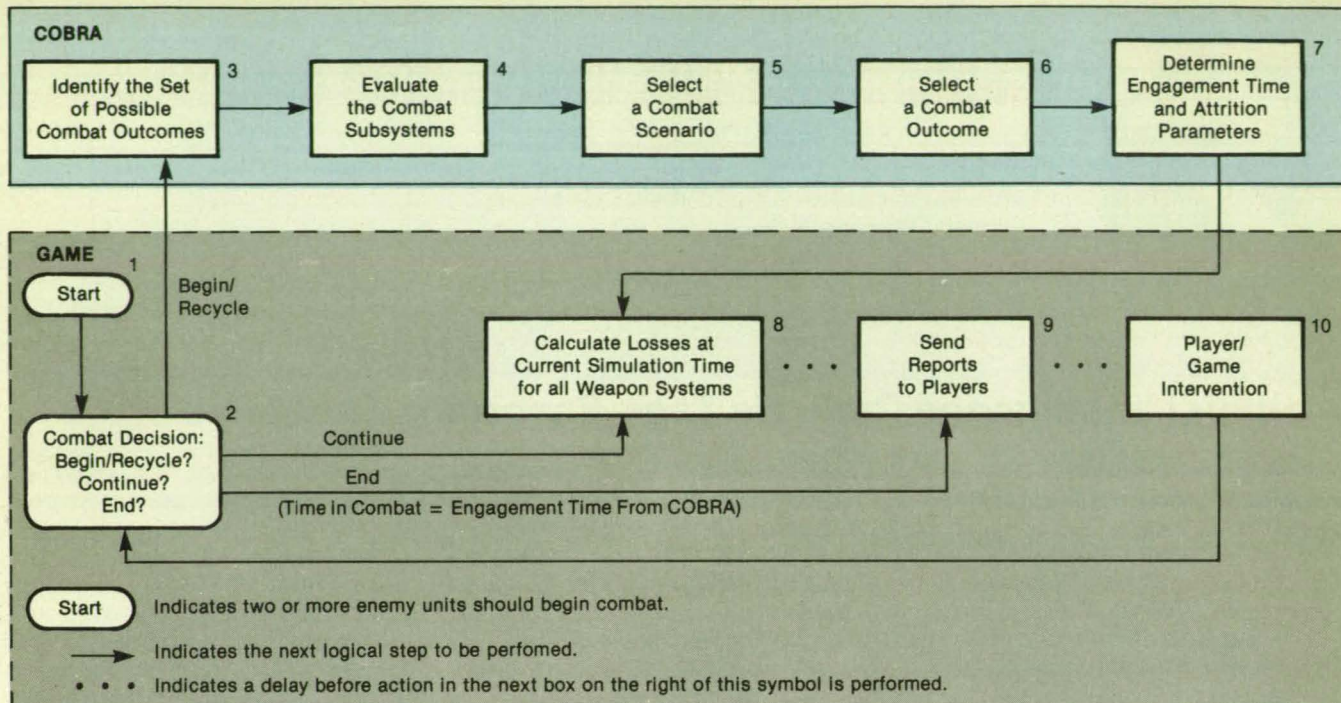 COBRA
3
Identify the Set
of Possible
Combat Outcomes
4
Evaluate
the Combat
Subsystems
5
Select
a Combat
Scenario
6
Select
a Combat
Outcome
7
Determine
Engagement Time
and Attrition
Parameters
GAME
1
Start
Begin/
Recycle
2
Combat Decision:
Begin/Recycle?
Continue?
End?
Continue
End
(Time in Combat = Engagement Time From COBRA)
8
Calculate Losses at
Current Simulation Time
for all Weapon Systems
• • •
9
Send
Reports
to Players
• • •
10
Player/
Game
Intervention
Start Indicates two or more enemy units should begin combat.
Indicates the next logical step to be perfomed.
• • • Indicates a delay before action in the next box on the right of this symbol is performed.